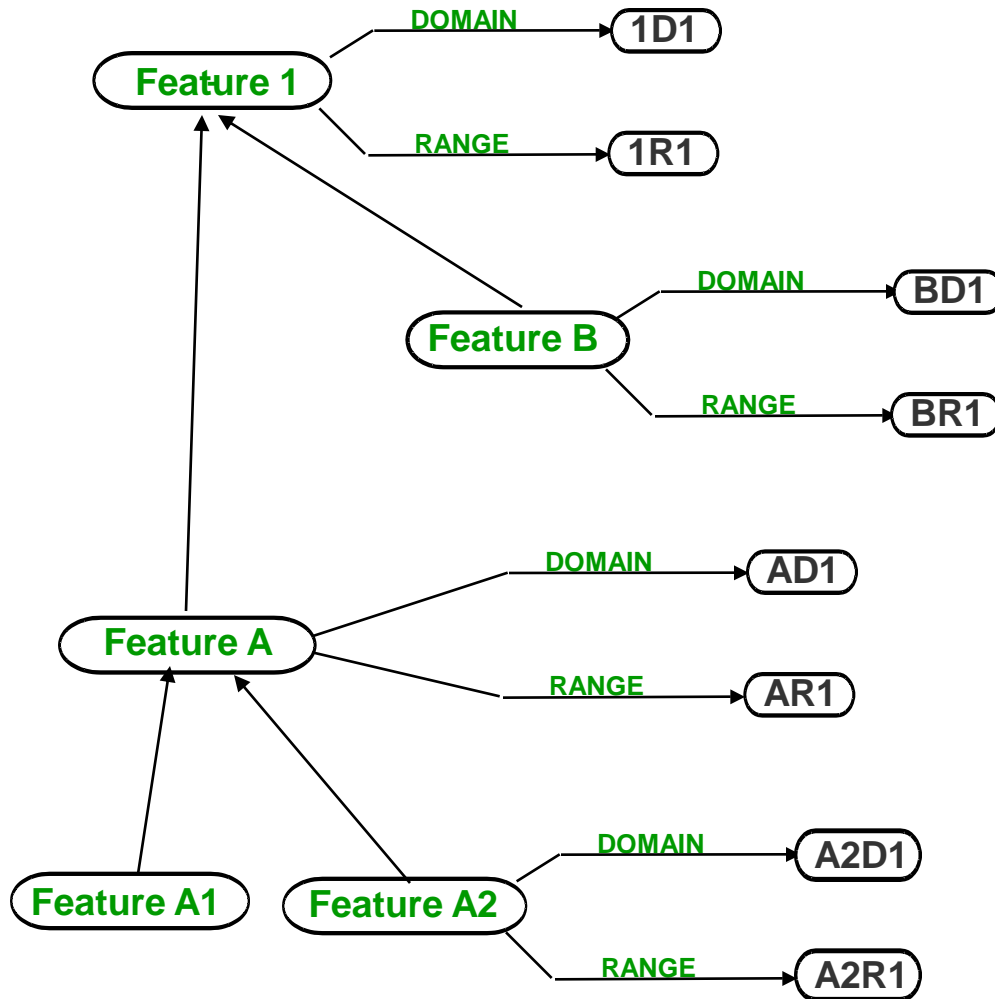 DOMAIN
1D1
Feature 1
RANGE
1R1
DOMAIN
BD1
Feature B
RANGE
BR1
DOMAIN
AD1
Feature A
RANGE
AR1
DOMAIN
A2D1
Feature A1
Feature A2
RANGE
A2R1